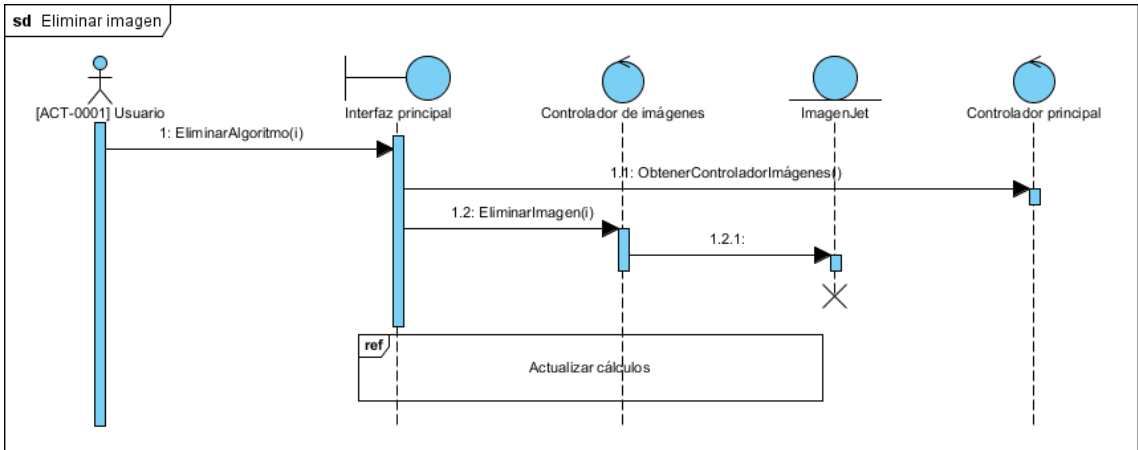 sd Eliminar imagen
[ACT-0001] Usuario
Interfaz principal
Controlador de imágenes
ImagenJet
Controlador principal
1: EliminarAlgoritmo(i)
1.1: ObtenerControladorImágenes()
1.2: EliminarImagen(i)
1.2.1:
ref
Actualizar cálculos